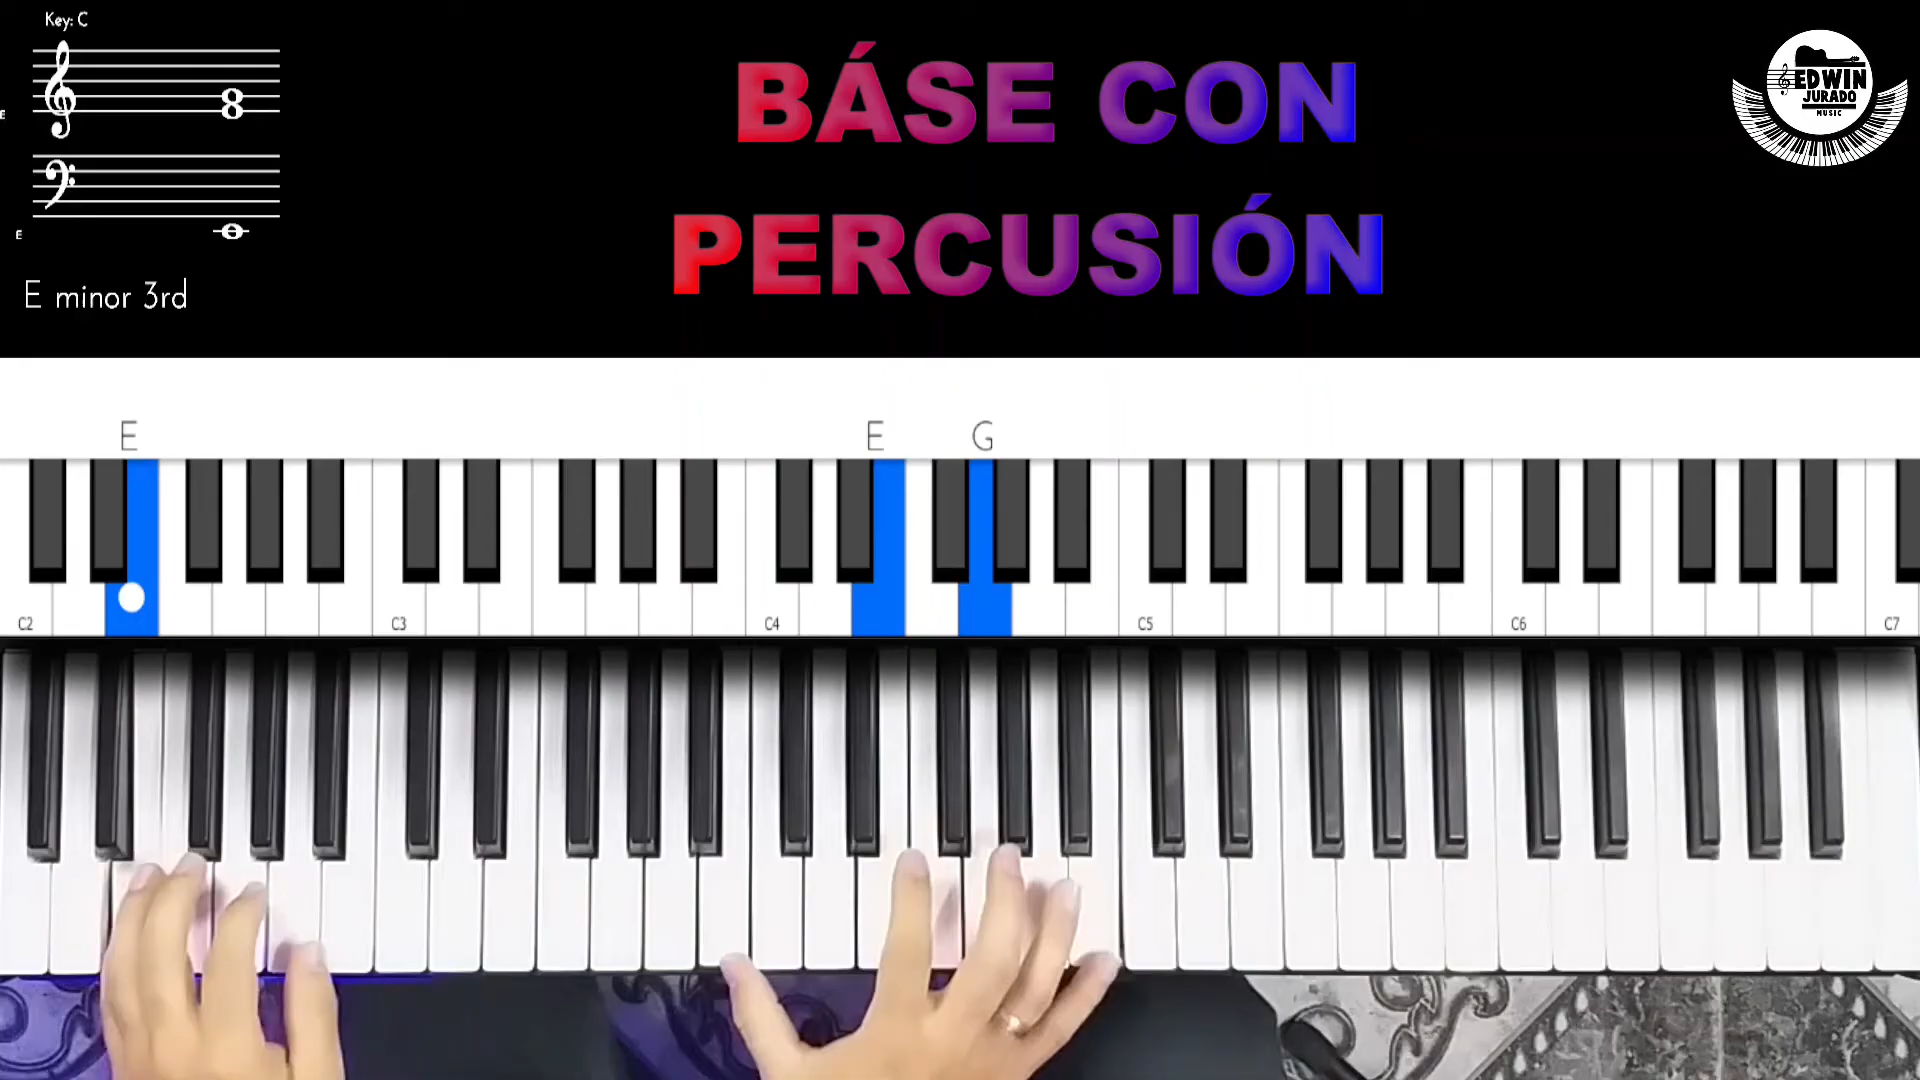 Key: C
BÁSE CON
PERCUSIÓN
EDWIN
JURADO
MUSIC
E
E
E minor 3rd
E E G
C2 C3 C4 C5 C6 C7